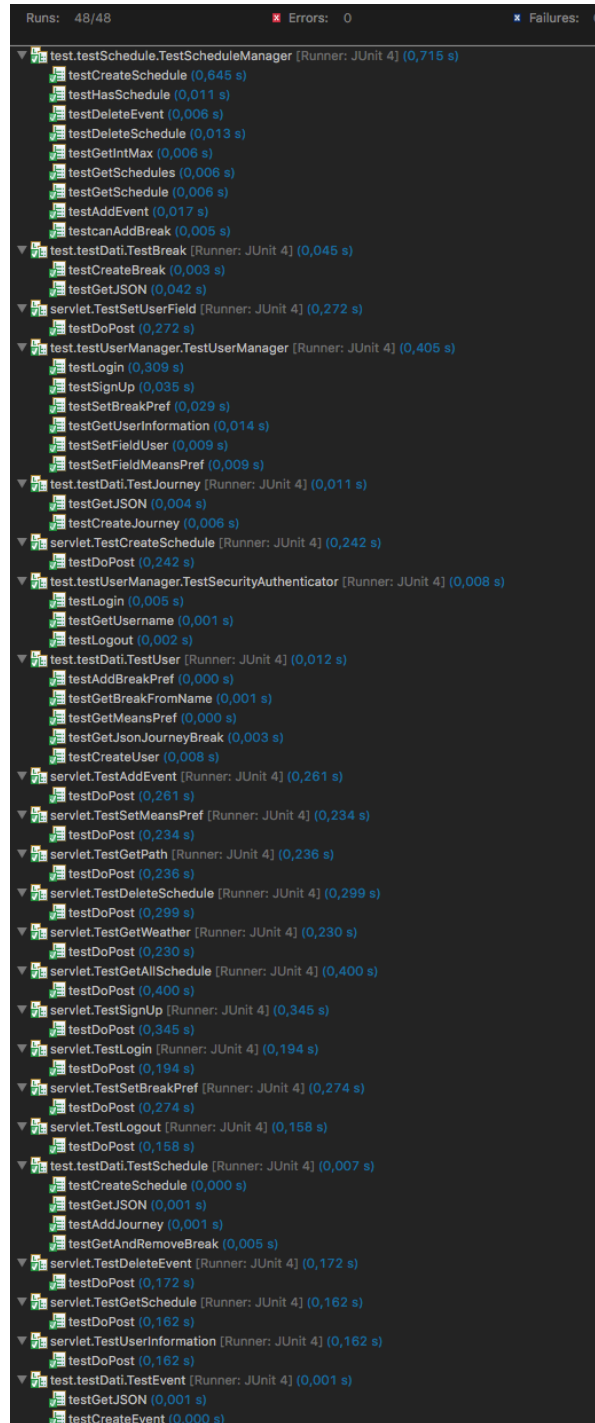 Runs: 48/48 Errors: 0 Failures:
test.testSchedule.TestScheduleManager [Runner: JUnit 4] (0,715 s)
testCreateSchedule (0,645 s)
testHasSchedule (0,011 s)
testDeleteEvent (0,006 s)
testDeleteSchedule (0,013 s)
testGetIntMax (0,006 s)
testGetSchedules (0,006 s)
testGetSchedule (0,006 s)
testAddEvent (0,017 s)
testcanAddBreak (0,005 s)
test.testDati.TestBreak [Runner: JUnit 4] (0,045 s)
testCreateBreak (0,003 s)
testGetJSON (0,042 s)
servlet.TestSetUserField [Runner: JUnit 4] (0,272 s)
testDoPost (0,272 s)
test.testUserManager.TestUserManager [Runner: JUnit 4] (0,405 s)
testLogin (0,309 s)
testSignUp (0,035 s)
testSetBreakPref (0,029 s)
testGetUserInformation (0,014 s)
testSetFieldUser (0,009 s)
testSetFieldMeansPref (0,009 s)
test.testDati.TestJourney [Runner: JUnit 4] (0,011 s)
testGetJSON (0,004 s)
testCreateJourney (0,006 s)
servlet.TestCreateSchedule [Runner: JUnit 4] (0,242 s)
testDoPost (0,242 s)
test.testUserManager.TestSecurityAuthenticator [Runner: JUnit 4] (0,008 s)
testLogin (0,005 s)
testGetUsername (0,001 s)
testLogout (0,002 s)
test.testDati.TestUser [Runner: JUnit 4] (0,012 s)
testAddBreakPref (0,000 s)
testGetBreakFromName (0,001 s)
testGetMeansPref (0,000 s)
testGetJsonJourneyBreak (0,003 s)
testCreateUser (0,008 s)
servlet.TestAddEvent [Runner: JUnit 4] (0,261 s)
testDoPost (0,261 s)
servlet.TestSetMeansPref [Runner: JUnit 4] (0,234 s)
testDoPost (0,234 s)
servlet.TestGetPath [Runner: JUnit 4] (0,236 s)
testDoPost (0,236 s)
servlet.TestDeleteSchedule [Runner: JUnit 4] (0,299 s)
testDoPost (0,299 s)
servlet.TestGetWeather [Runner: JUnit 4] (0,230 s)
testDoPost (0,230 s)
servlet.TestGetAllSchedule [Runner: JUnit 4] (0,400 s)
testDoPost (0,400 s)
servlet.TestSignUp [Runner: JUnit 4] (0,345 s)
testDoPost (0,345 s)
servlet.TestLogin [Runner: JUnit 4] (0,194 s)
testDoPost (0,194 s)
servlet.TestSetBreakPref [Runner: JUnit 4] (0,274 s)
testDoPost (0,274 s)
servlet.TestLogout [Runner: JUnit 4] (0,158 s)
testDoPost (0,158 s)
test.testDati.TestSchedule [Runner: JUnit 4] (0,007 s)
testCreateSchedule (0,000 s)
testGetJSON (0,001 s)
testAddJourney (0,001 s)
testGetAndRemoveBreak (0,005 s)
servlet.TestDeleteEvent [Runner: JUnit 4] (0,172 s)
testDoPost (0,172 s)
servlet.TestGetSchedule [Runner: JUnit 4] (0,162 s)
testDoPost (0,162 s)
servlet.TestUserInformation [Runner: JUnit 4] (0,162 s)
testDoPost (0,162 s)
test.testDati.TestEvent [Runner: JUnit 4] (0,001 s)
testGetJSON (0,001 s)
testCreateEvent (0,000 s)